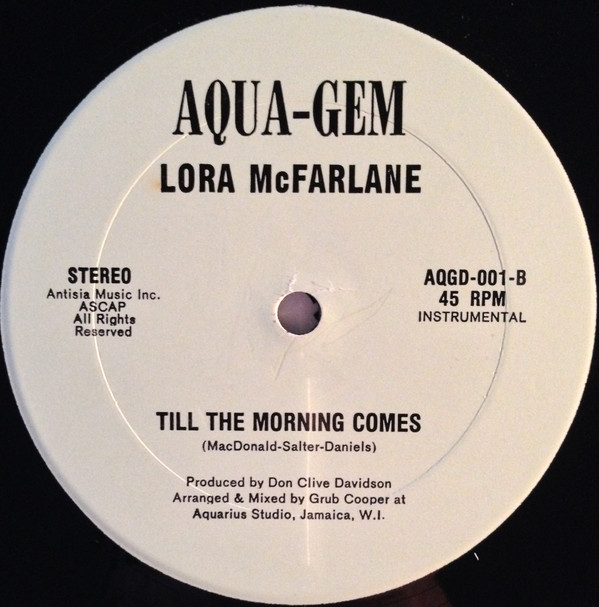 AQUA-GEM
LORA McFARLANE
STEREO
Antisia Music Inc.
ASCAP
All Rights
Reserved
AQGD-001-B
45 RPM
INSTRUMENTAL
TILL THE MORNING COMES
(MacDonald-Salter-Daniels)
Produced by Don Clive Davidson
Arranged & Mixed by Grub Cooper at
Aquarius Studio, Jamaica, W.I.